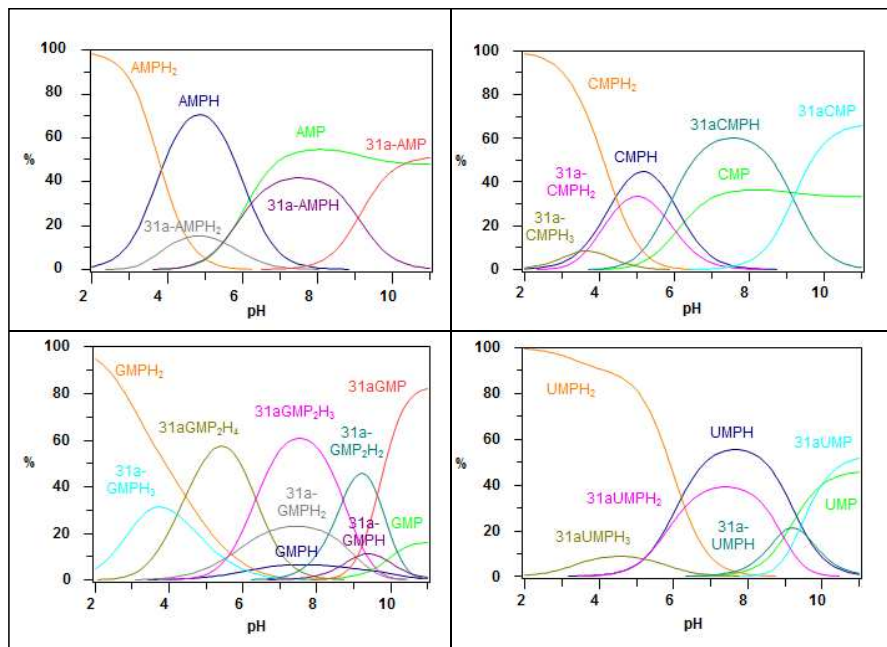 100
80
60
40
20
0
%
AMPH₂
AMPH
AMP
31a-AMP
31a-AMPH
31a-AMPH₂
2
4
6
8
10
pH
100
80
60
40
20
0
%
CMPH₂
31aCMP
31aCMPH
CMPH
31a-
CMPH₂
CMP
31a-
CMPH₃
2
4
6
8
10
pH
100
80
60
40
20
0
%
GMPH₂
31aGMP
31aGMP₂H₃
31aGMP₂H₄
31a-
GMP₂H₂
31a-
GMPH₃
31a-
GMPH₂
31a-
GMPH
GMP
GMPH
2
4
6
8
10
pH
100
80
60
40
20
0
%
UMPH₂
UMPH
31aUMP
31aUMPH₂
UMP
31aUMPH₃
31a-
UMPH
2
4
6
8
10
pH